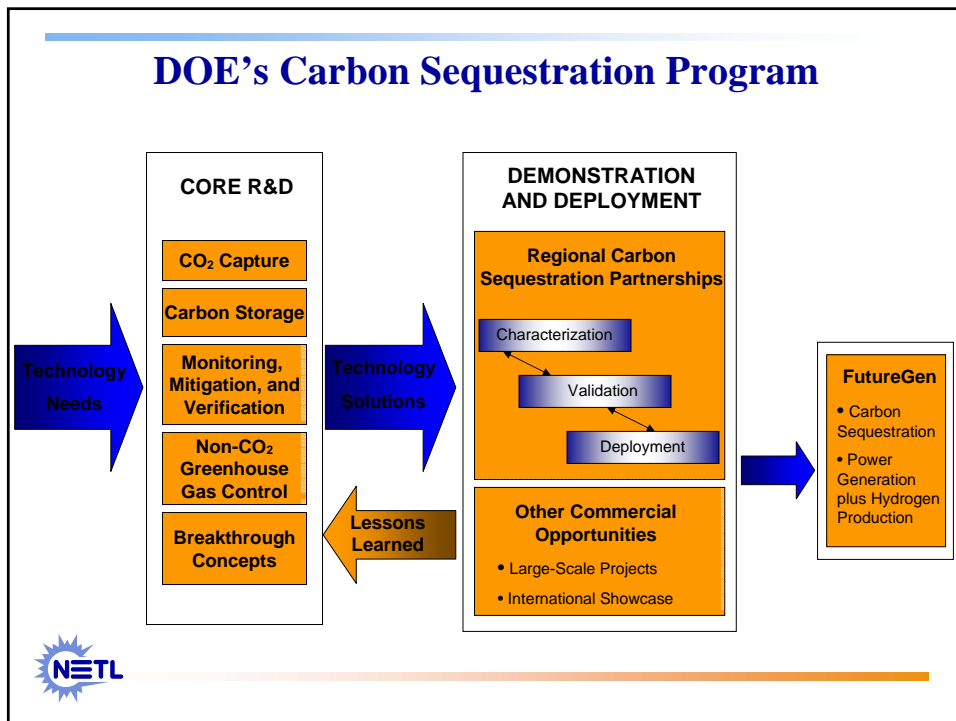 DOE's Carbon Sequestration Program
Technology
Needs
CORE R&D
CO₂ Capture
Carbon Storage
Monitoring,
Mitigation, and
Verification
Non-CO₂
Greenhouse
Gas Control
Breakthrough
Concepts
Technology
Solutions
Lessons
Learned
DEMONSTRATION
AND DEPLOYMENT
Regional Carbon
Sequestration Partnerships
Characterization
Validation
Deployment
Other Commercial
Opportunities
• Large-Scale Projects
• International Showcase
FutureGen
• Carbon
Sequestration
• Power
Generation
plus Hydrogen
Production
NETL